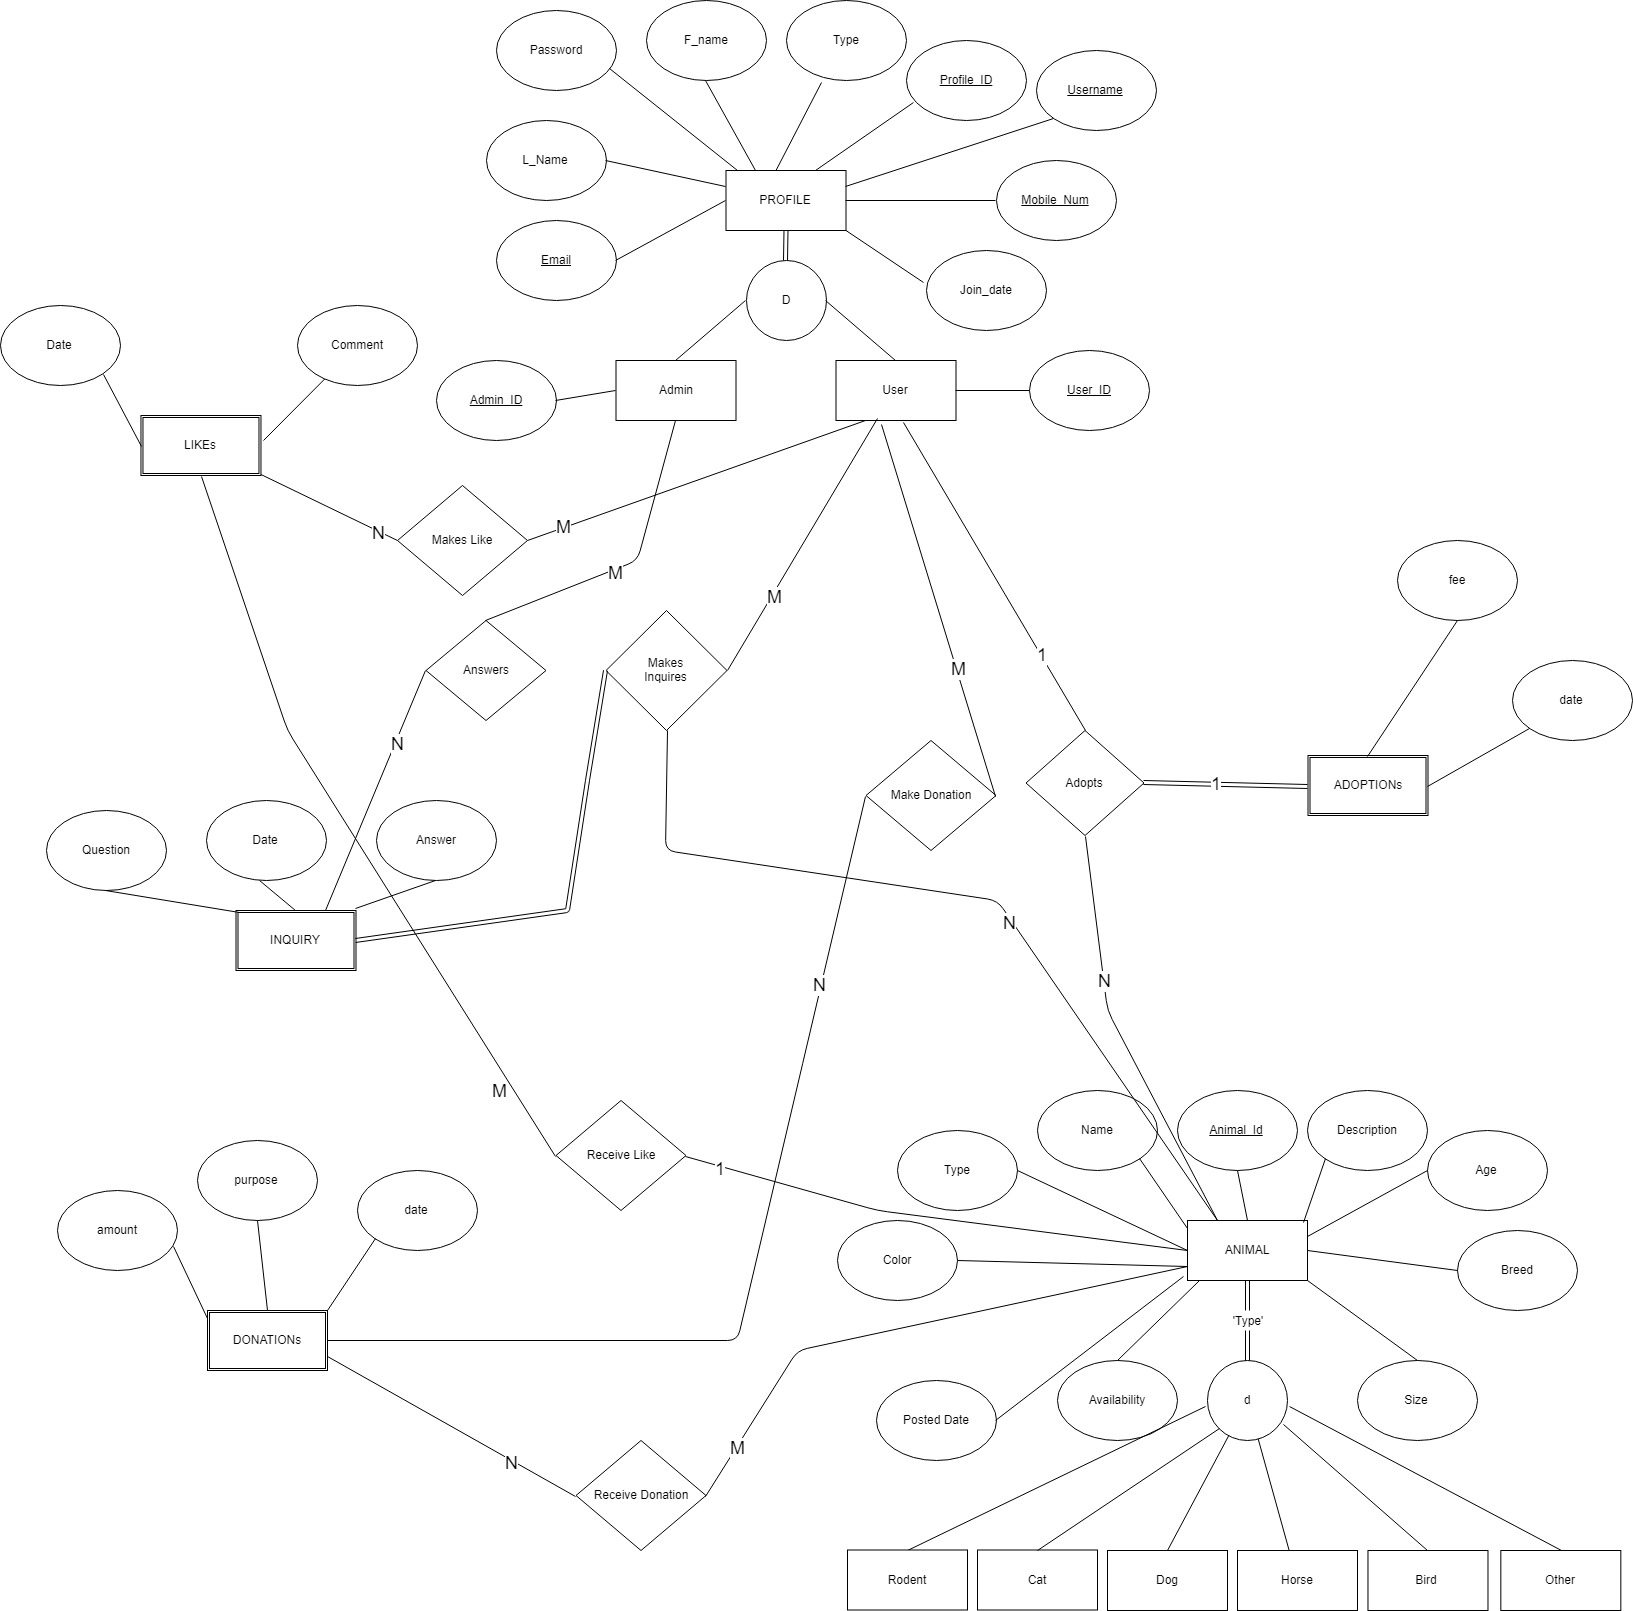 F_name
Type
Password
Profile_ID
Username
L_Name
PROFILE
Mobile_Num
Email
Join_date
D
Date
Comment
Admin_ID
Admin
User
User_ID
LIKEs
N
Makes Like
M
M
fee
M
Answers
Makes
Inquires
1
M
date
N
Make Donation
Adopts
1
ADOPTIONs
Question
Date
Answer
N
INQUIRY
N
N
M
Name
Animal_Id
Description
Receive Like
1
Type
Age
purpose
date
amount
Color
ANIMAL
Breed
'Type'
DONATIONs
Posted Date
Availability
d
Size
M
N
Receive Donation
Rodent
Cat
Dog
Horse
Bird
Other